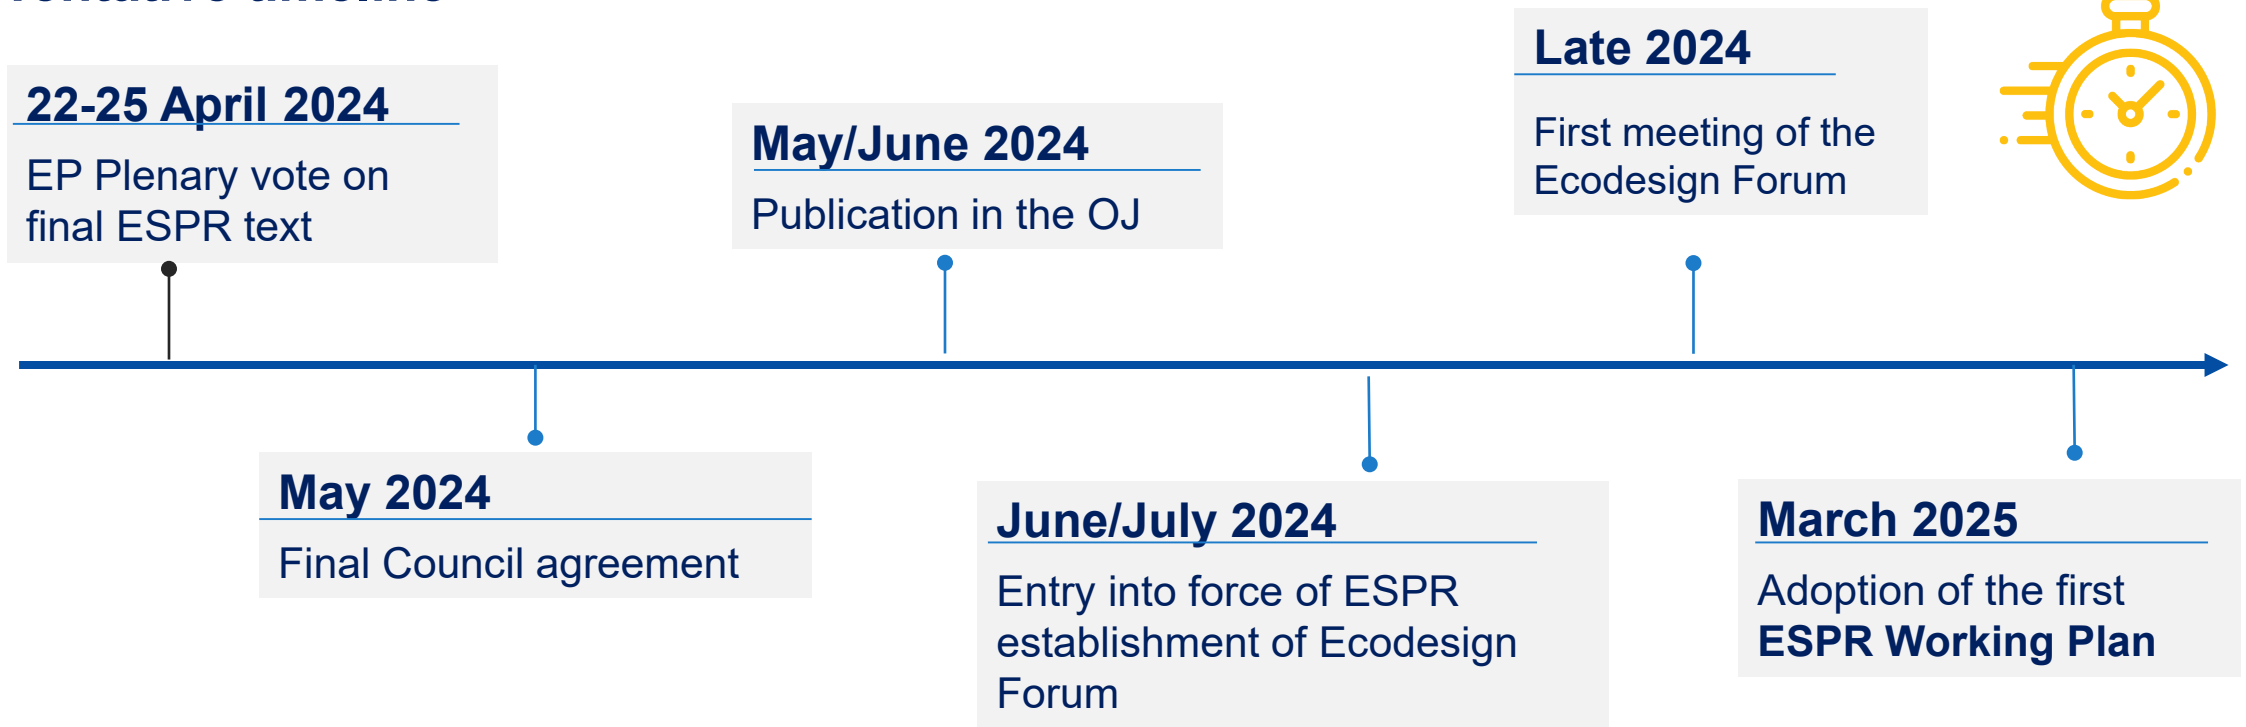 22-25 April 2024
EP Plenary vote on
final ESPR text
May 2024
Final Council agreement
May/June 2024
Publication in the OJ
June/July 2024
Entry into force of ESPR
establishment of Ecodesign
Forum
Late 2024
First meeting of the
Ecodesign Forum
March 2025
Adoption of the first
ESPR Working Plan